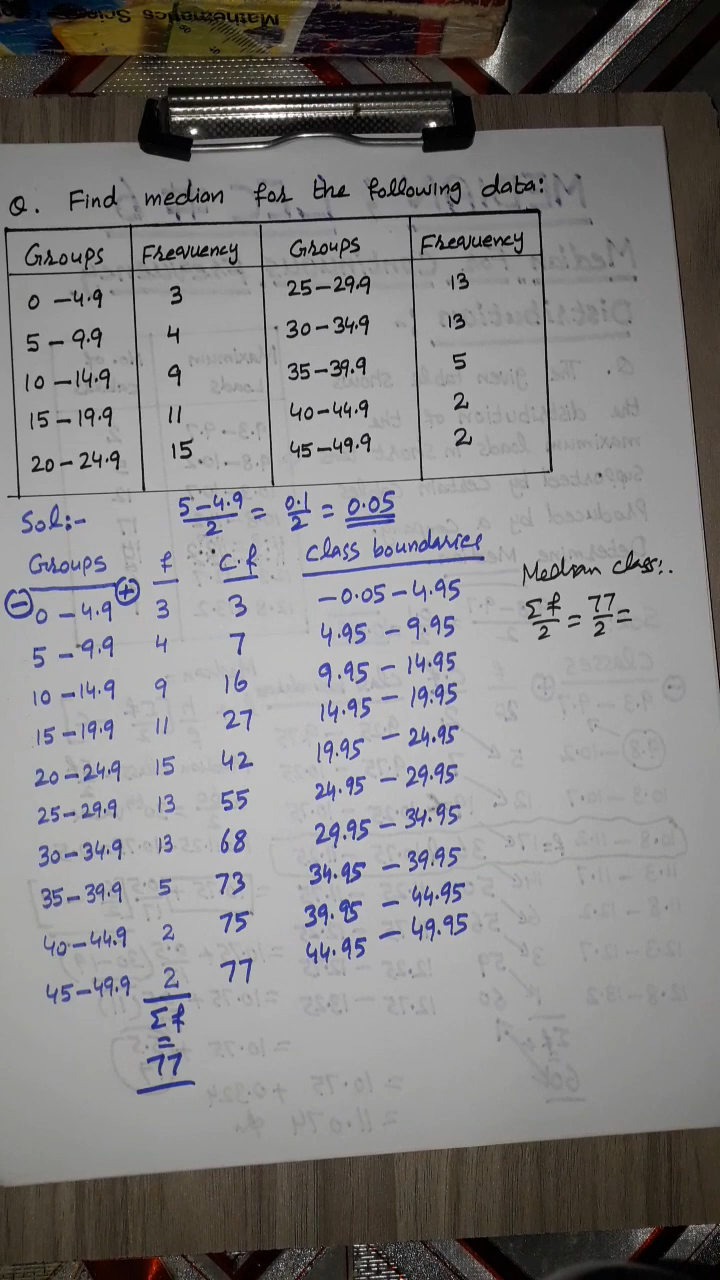 Mathematics Scie
Q. Find median for the following data:
Groups Frequency Groups Frequency
0 – 4.9 3 25 – 29.9 13
5 – 9.9 4 30 – 34.9 13
10 – 14.9 9 35 – 39.9 5
15 – 19.9 11 40 – 44.9 2
20 – 24.9 15 45 – 49.9 2
Sol:- 5 – 4.9 / 2 = 0.1 / 2 = 0.05
Groups f C.f Class boundaries Median class:.
⊖ 0 – 4.9 ⊕ 3 3 – 0.05 – 4.95 Σf / 2 = 77 / 2 =
5 – 9.9 4 7 4.95 – 9.95
10 – 14.9 9 16 9.95 – 14.95
15 – 19.9 11 27 14.95 – 19.95
20 – 24.9 15 42 19.95 – 24.95
25 – 29.9 13 55 24.95 – 29.95
30 – 34.9 13 68 29.95 – 34.95
35 – 39.9 5 73 34.95 – 39.95
40 – 44.9 2 75 39.95 – 44.95
45 – 49.9 2 77 44.95 – 49.95
Σf
=
77